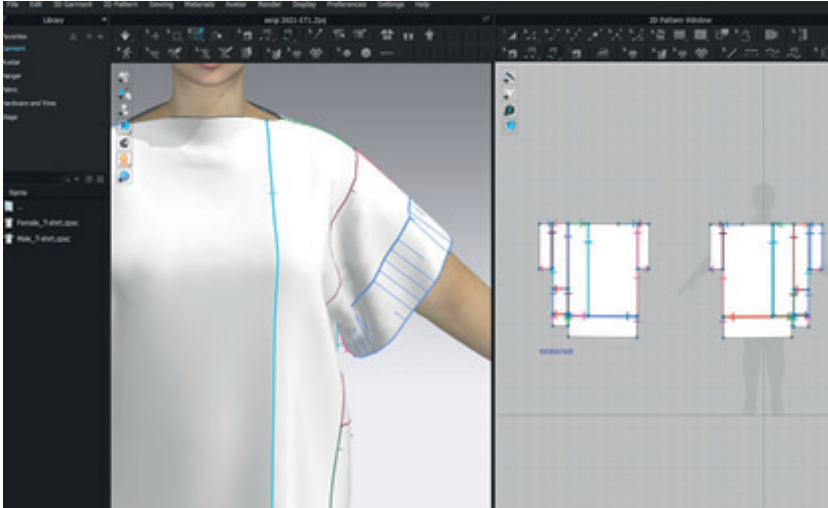 File Edit 3D Garment 2D Pattern Sewing Materials Avatar Render Display Preferences Settings Help
Library
2D Pattern Window
Favorites
Garment
Avatar
Hanger
Fabric
Hardware and Trims
Stage
Name
..
Female_T-shirt.zpac
Male_T-shirt.zpac